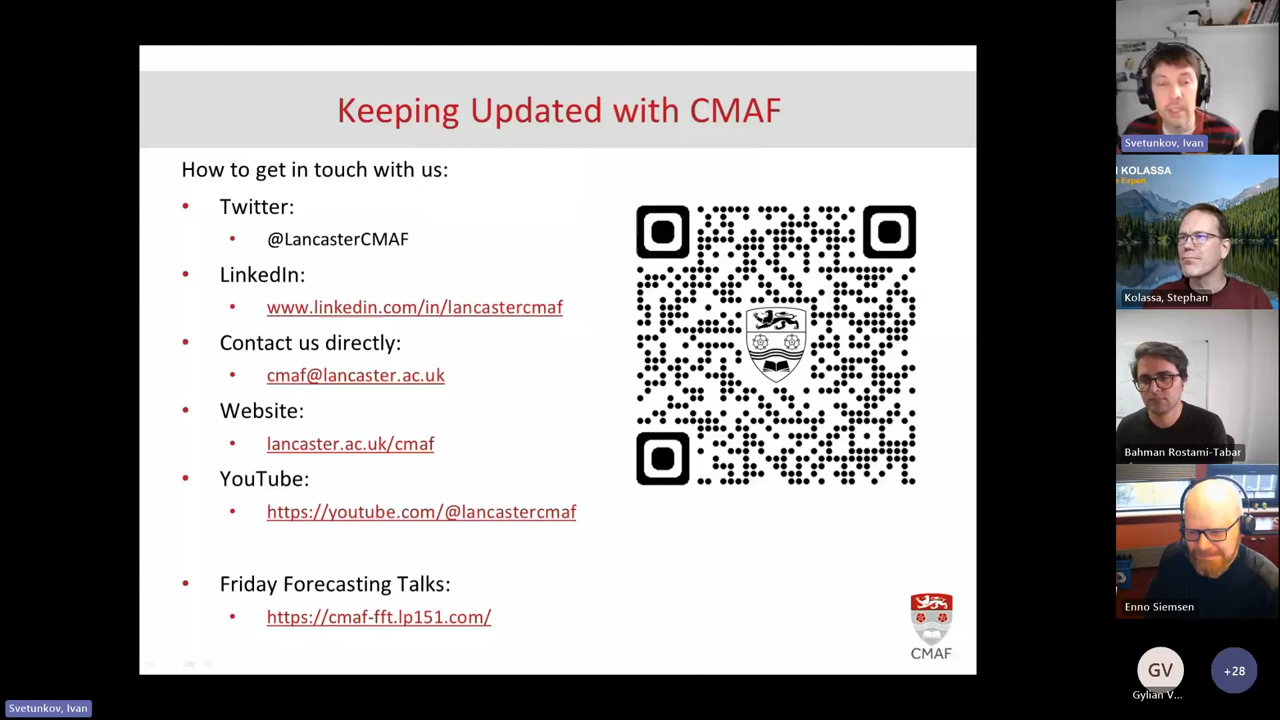 Keeping Updated with CMAF
How to get in touch with us:
• Twitter:
• @LancasterCMAF
• LinkedIn:
• www.linkedin.com/in/lancastercmaf
• Contact us directly:
• cmaf@lancaster.ac.uk
• Website:
• lancaster.ac.uk/cmaf
• YouTube:
• https://youtube.com/@lancastercmaf
• Friday Forecasting Talks:
• https://cmaf-fft.lp151.com/
CMAF
Svetunkov, Ivan
KOLASSA
Expert
Kolassa, Stephan
Bahman Rostami-Tabar
Enno Siemsen
GV
Gylian V...
+28
Svetunkov, Ivan